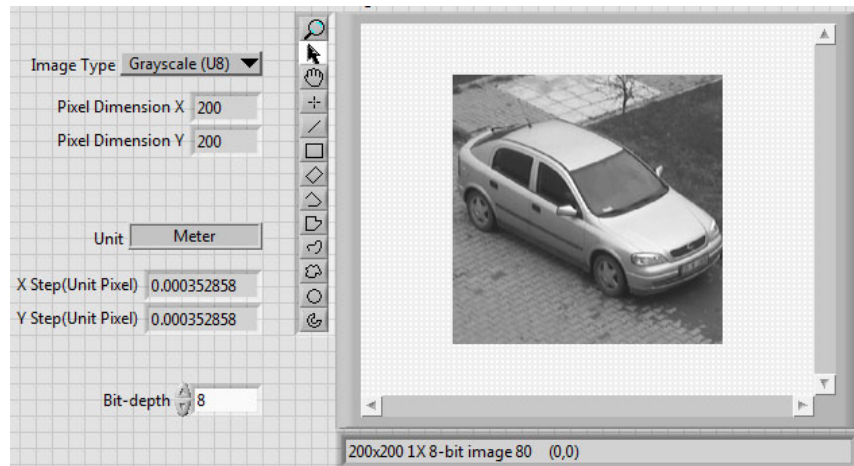 Image Type Grayscale (U8)
Pixel Dimension X 200
Pixel Dimension Y 200
Unit Meter
X Step(Unit Pixel) 0.000352858
Y Step(Unit Pixel) 0.000352858
Bit-depth 8
200x200 1X 8-bit image 80 (0,0)